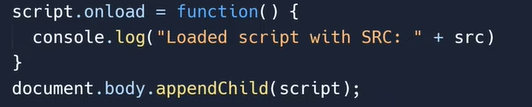 script.onload = function() {
  console.log("Loaded script with SRC: " + src)
}
document.body.appendChild(script);